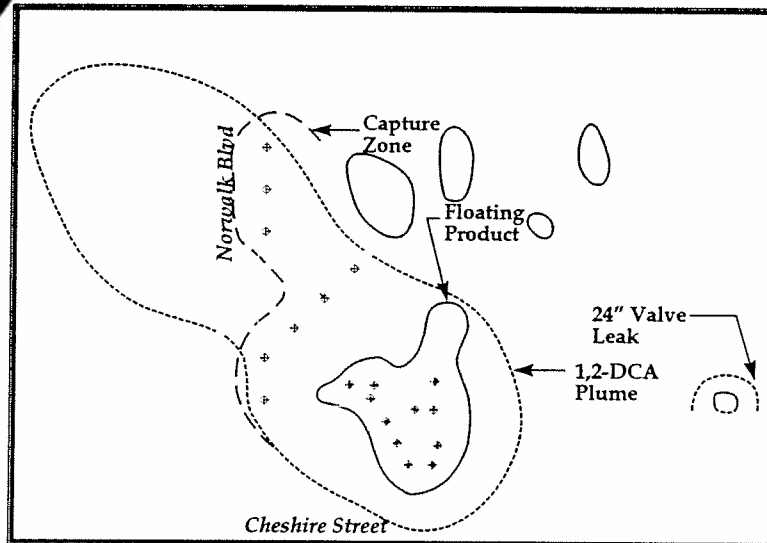 Capture
Zone
Norwalk Blvd
Floating
Product
24" Valve
Leak
1,2-DCA
Plume
Cheshire Street